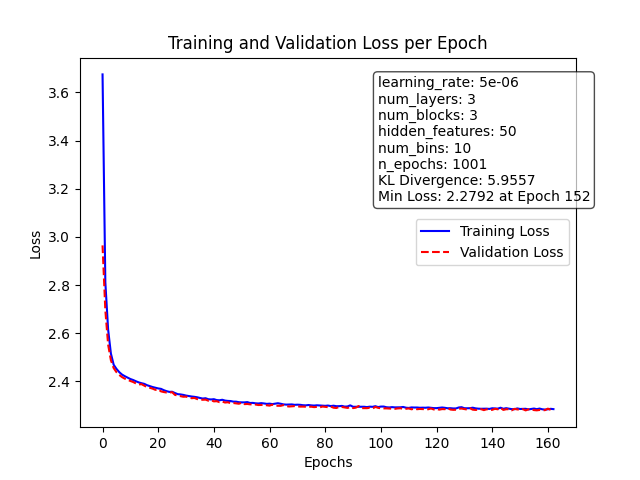 Training and Validation Loss per Epoch
learning_rate: 5e-06
num_layers: 3
num_blocks: 3
hidden_features: 50
num_bins: 10
n_epochs: 1001
KL Divergence: 5.9557
Min Loss: 2.2792 at Epoch 152
Training Loss
Validation Loss
Loss
3.6
3.4
3.2
3.0
2.8
2.6
2.4
0 20 40 60 80 100 120 140 160
Epochs